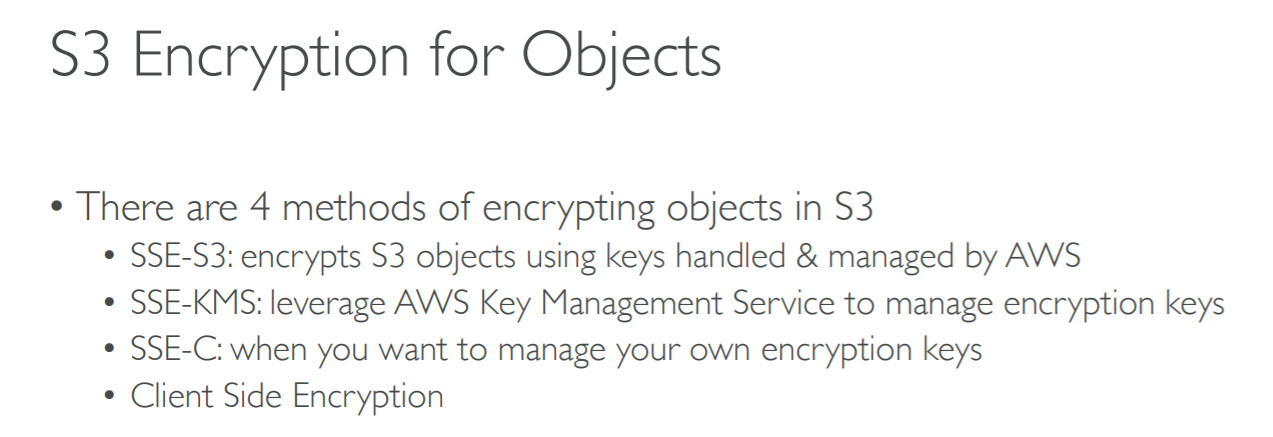 S3 Encryption for Objects
• There are 4 methods of encrypting objects in S3
• SSE-S3: encrypts S3 objects using keys handled & managed by AWS
• SSE-KMS: leverage AWS Key Management Service to manage encryption keys
• SSE-C: when you want to manage your own encryption keys
• Client Side Encryption